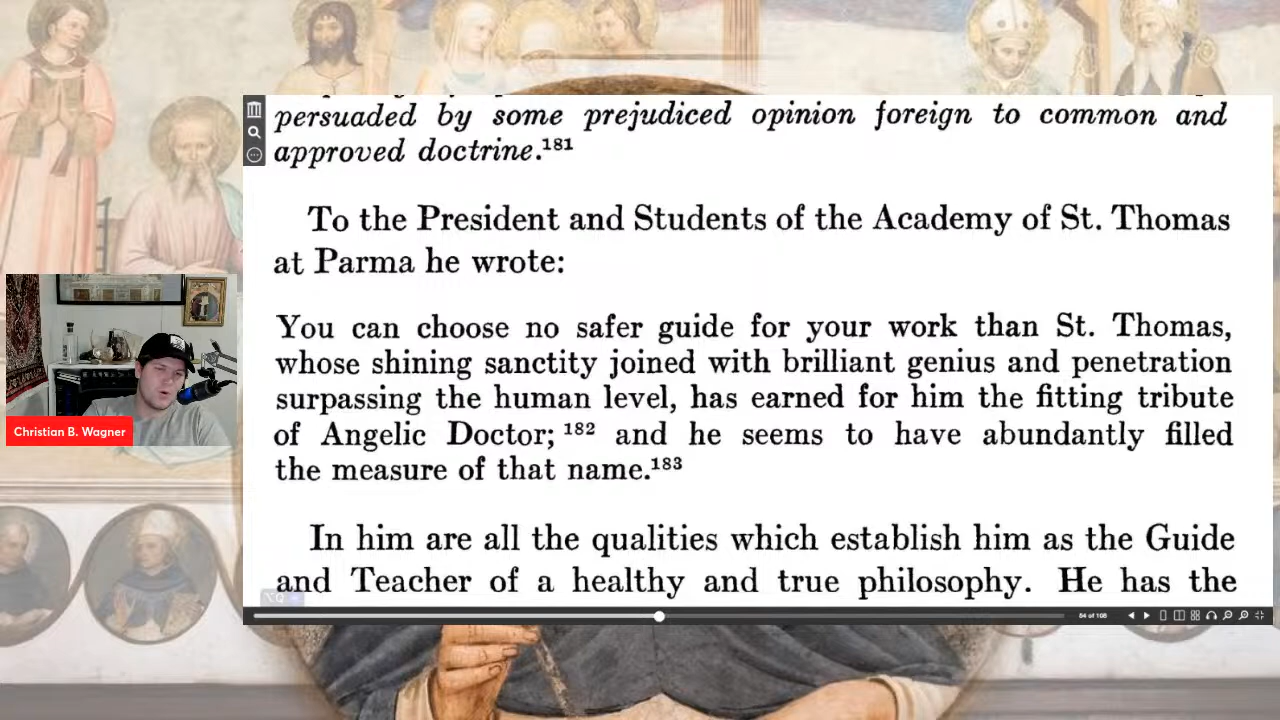 persuaded by some prejudiced opinion foreign to common and
approved doctrine.¹⁸¹
To the President and Students of the Academy of St. Thomas
at Parma he wrote:
You can choose no safer guide for your work than St. Thomas,
whose shining sanctity joined with brilliant genius and penetration
surpassing the human level, has earned for him the fitting tribute
of Angelic Doctor; ¹⁸² and he seems to have abundantly filled
the measure of that name.¹⁸³
In him are all the qualities which establish him as the Guide
and Teacher of a healthy and true philosophy. He has the
54 of 108
Christian B. Wagner